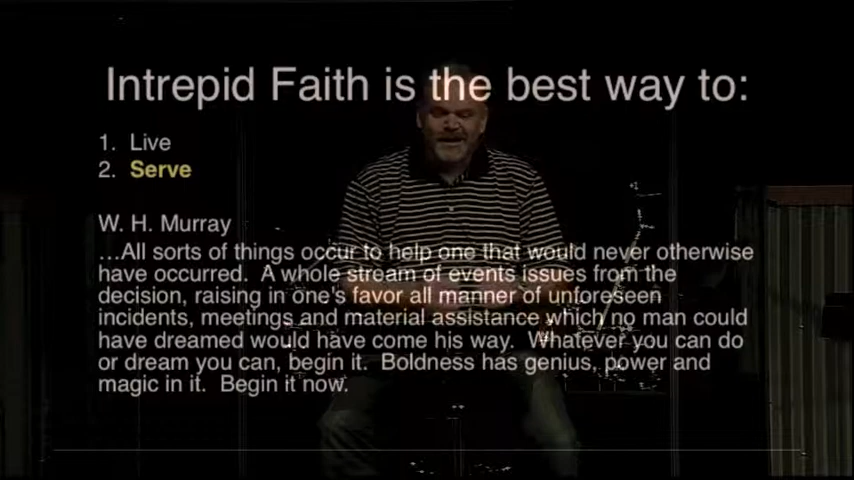 Intrepid Faith is the best way to:
1. Live
2. Serve
W. H. Murray
…All sorts of things occur to help one that would never otherwise
have occurred. A whole stream of events issues from the
decision, raising in one's favor all manner of unforeseen
incidents, meetings and material assistance which no man could
have dreamed would have come his way. Whatever you can do
or dream you can, begin it. Boldness has genius, power and
magic in it. Begin it now.